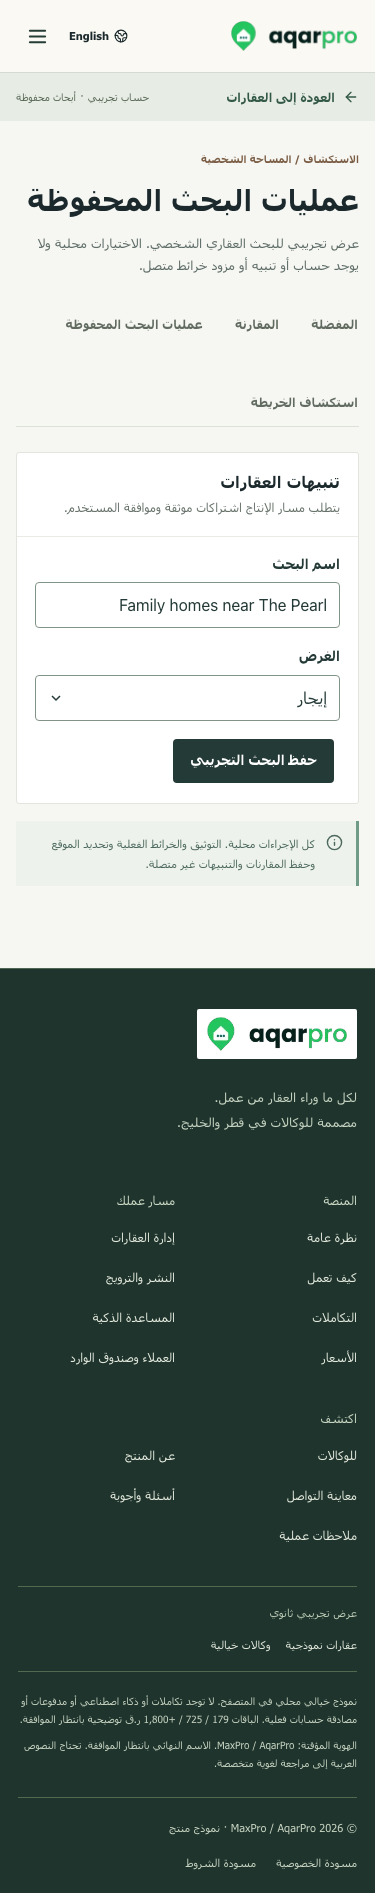 aqarpro
English
العودة إلى العقارات
حساب تجريبي · أبحاث محفوظة
الاستكشاف / المساحة الشخصية
عمليات البحث المحفوظة
عرض تجريبي للبحث العقاري الشخصي. الاختيارات محلية ولا
يوجد حساب أو تنبيه أو مزود خرائط متصل.
المفضلة
المقارنة
عمليات البحث المحفوظة
استكشاف الخريطة
تنبيهات العقارات
يتطلب مسار الإنتاج اشتراكات موثقة وموافقة المستخدم.
اسم البحث
Family homes near The Pearl
الغرض
إيجار
حفظ البحث التجريبي
كل الإجراءات محلية. التوثيق والخرائط الفعلية وتحديد الموقع
وحفظ المقارنات والتنبيهات غير متصلة.
aqarpro
لكل ما وراء العقار من عمل.
مصممة للوكالات في قطر والخليج.
المنصة
نظرة عامة
كيف تعمل
التكاملات
الأسعار
مسار عملك
إدارة العقارات
النشر والترويج
المساعدة الذكية
العملاء وصندوق الوارد
اكتشف
للوكالات
معاينة التواصل
ملاحظات عملية
عن المنتج
أسئلة وأجوبة
عرض تجريبي ثانوي
عقارات نموذجية
وكالات خيالية
نموذج خيالي محلي في المتصفح. لا توجد تكاملات أو ذكاء اصطناعي أو مدفوعات أو
مصادقة حسابات فعلية. الباقات 179 / 725 / +1,800 ر.ق توضيحية بانتظار الموافقة.
الهوية المؤقتة: MaxPro / AqarPro. الاسم النهائي بانتظار الموافقة. تحتاج النصوص
العربية إلى مراجعة لغوية متخصصة.
© 2026 MaxPro / AqarPro · نموذج منتج
مسودة الخصوصية
مسودة الشروط